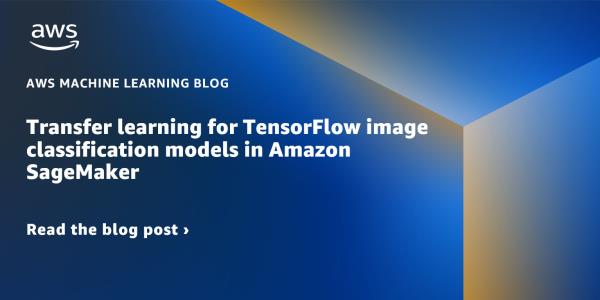 aws
AWS MACHINE LEARNING BLOG
Transfer learning for TensorFlow image
classification models in Amazon
SageMaker
Read the blog post ›